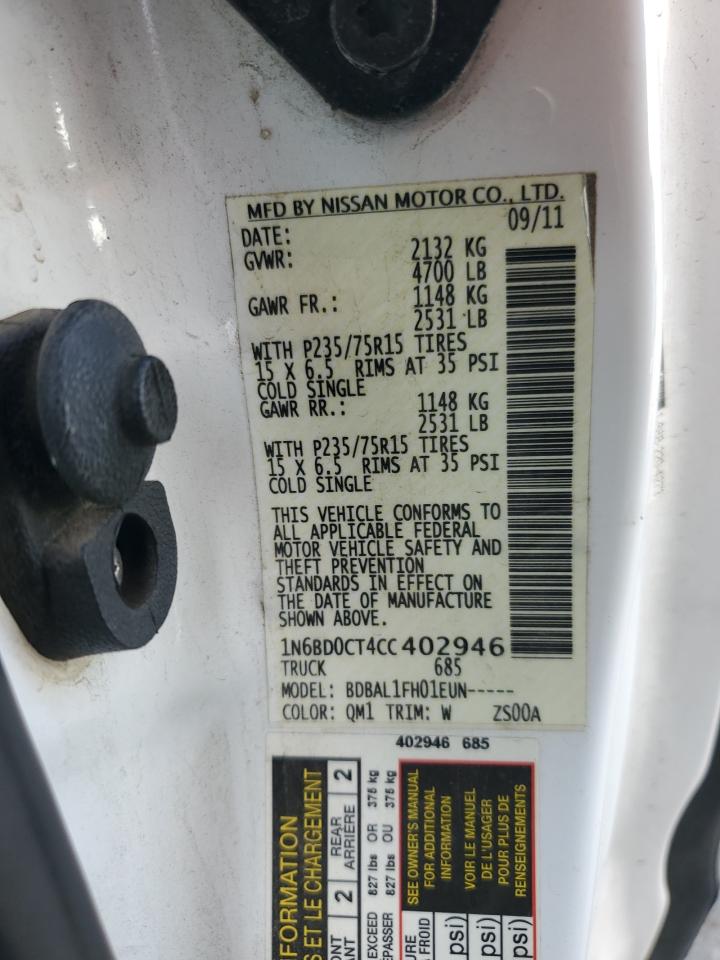 MFD BY NISSAN MOTOR CO., LTD.
DATE: 09/11
GVWR: 2132 KG
4700 LB
GAWR FR.: 1148 KG
2531 LB
WITH P235/75R15 TIRES
15 X 6.5 RIMS AT 35 PSI
COLD SINGLE
GAWR RR.: 1148 KG
2531 LB
WITH P235/75R15 TIRES
15 X 6.5 RIMS AT 35 PSI
COLD SINGLE
THIS VEHICLE CONFORMS TO
ALL APPLICABLE FEDERAL
MOTOR VEHICLE SAFETY AND
THEFT PREVENTION
STANDARDS IN EFFECT ON
THE DATE OF MANUFACTURE
SHOWN ABOVE.
1N6BD0CT4CC402946
TRUCK 685
MODEL: BDBAL1FH01EUN-----
COLOR: QM1 TRIM: W ZS00A
402946 685
FORMATION
S ET LE CHARGEMENT
2 REAR 2
ARRIÈRE
EXCEED 827 lbs OR 375 kg
827 lbs OU 375 kg
SEE OWNER'S MANUAL
FOR ADDITIONAL
INFORMATION
VOIR LE MANUEL
DE L'USAGER
POUR PLUS DE
RENSEIGNEMENTS
FROID
psi)
psi)
psi)